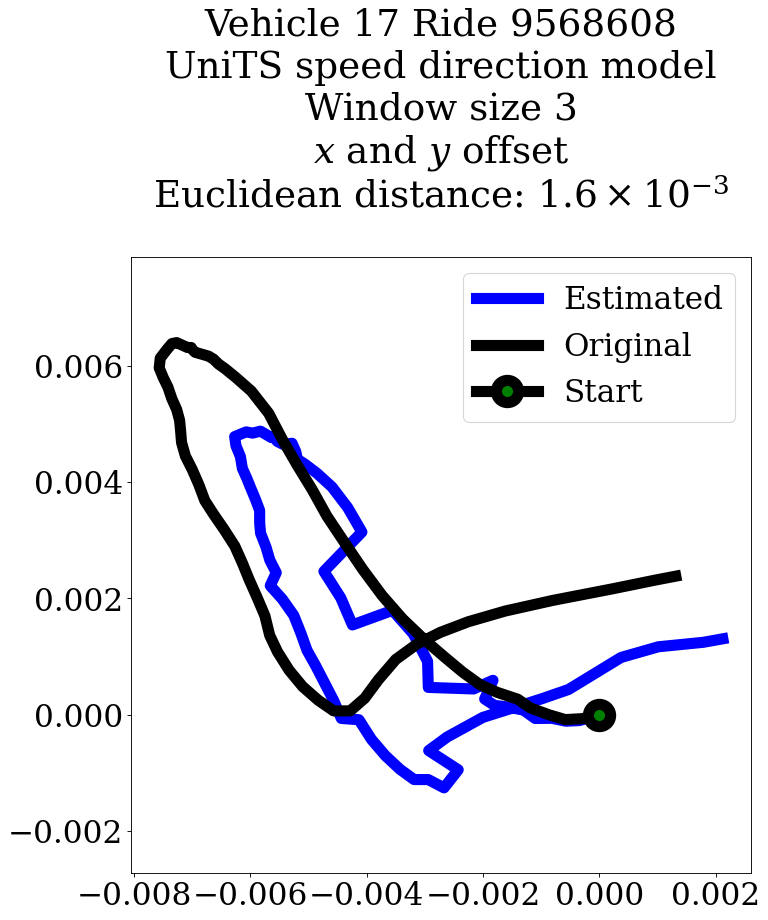 Vehicle 17 Ride 9568608
UniTS speed direction model
Window size 3
x and y offset
Euclidean distance: 1.6 × 10⁻³
Estimated
Original
Start
0.006
0.004
0.002
0.000
−0.002
−0.008 −0.006 −0.004 −0.002 0.000 0.002